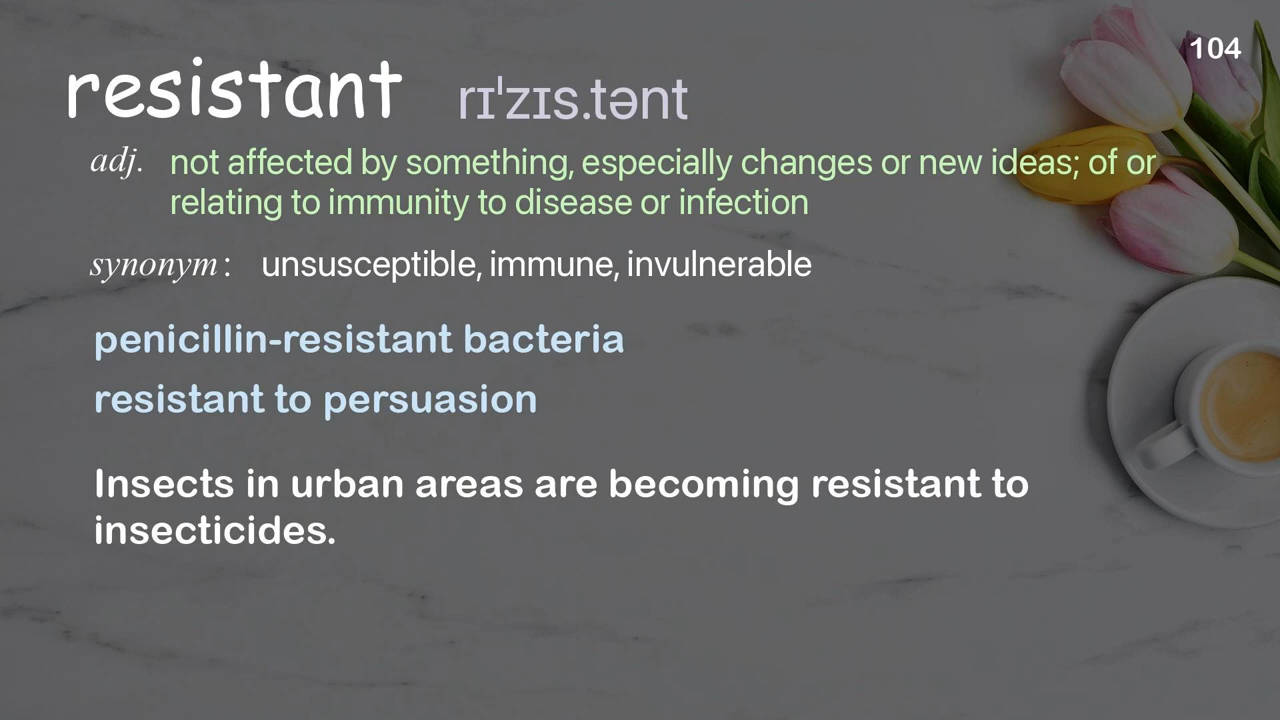 104
resistant rɪˈzɪs.tənt
adj. not affected by something, especially changes or new ideas; of or
relating to immunity to disease or infection
synonym : unsusceptible, immune, invulnerable
penicillin-resistant bacteria
resistant to persuasion
Insects in urban areas are becoming resistant to
insecticides.